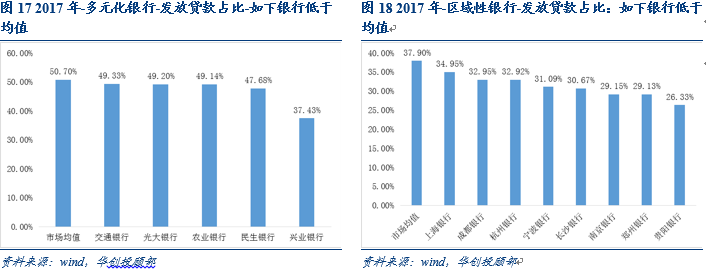 图 17 2017 年-多元化银行-发放贷款占比-如下银行低于
均值
60.00%
50.00%
40.00%
30.00%
20.00%
10.00%
0.00%
50.70%
49.33%
49.20%
49.14%
47.68%
37.43%
市场均值
交通银行
光大银行
农业银行
民生银行
兴业银行
资料来源：wind，华创投顾部
图 18 2017 年-区域性银行-发放贷款占比：如下银行低于
均值
40.00%
35.00%
30.00%
25.00%
20.00%
15.00%
10.00%
5.00%
0.00%
37.90%
34.95%
32.95%
32.92%
31.09%
30.67%
29.15%
29.13%
26.33%
市场均值
上海银行
成都银行
杭州银行
宁波银行
长沙银行
南京银行
郑州银行
贵阳银行
资料来源：wind，华创投顾部